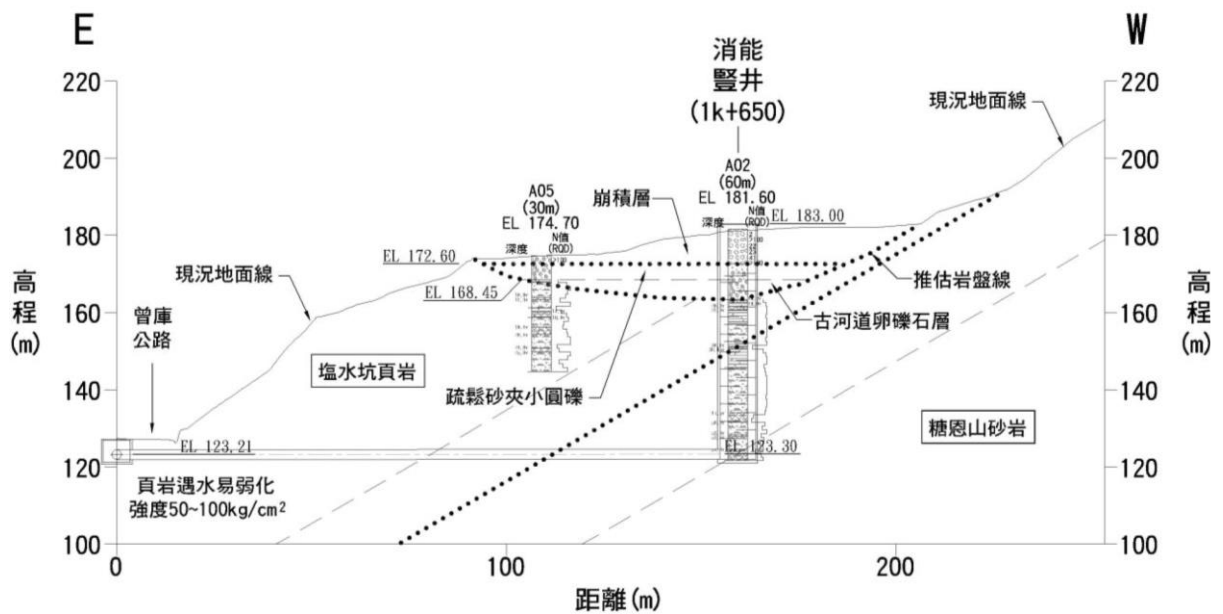 E
W
消能
豎井
(1k+650)
220
220
現況地面線
200
200
A02
(60m)
EL 181.60
A05
(30m)
EL 174.70
崩積層
深度
N值
(RQD)
EL 183.00
深度
N值
(RQD)
180
180
EL 172.60
現況地面線
推估岩盤線
高程(m)
高程(m)
EL 168.45
古河道卵礫石層
曾庫
公路
160
160
塩水坑頁岩
疏鬆砂夾小圓礫
140
140
糖恩山砂岩
EL 123.21
EL 123.30
120
120
頁岩遇水易弱化
強度50~100kg/cm²
100
100
0
100
200
距離(m)